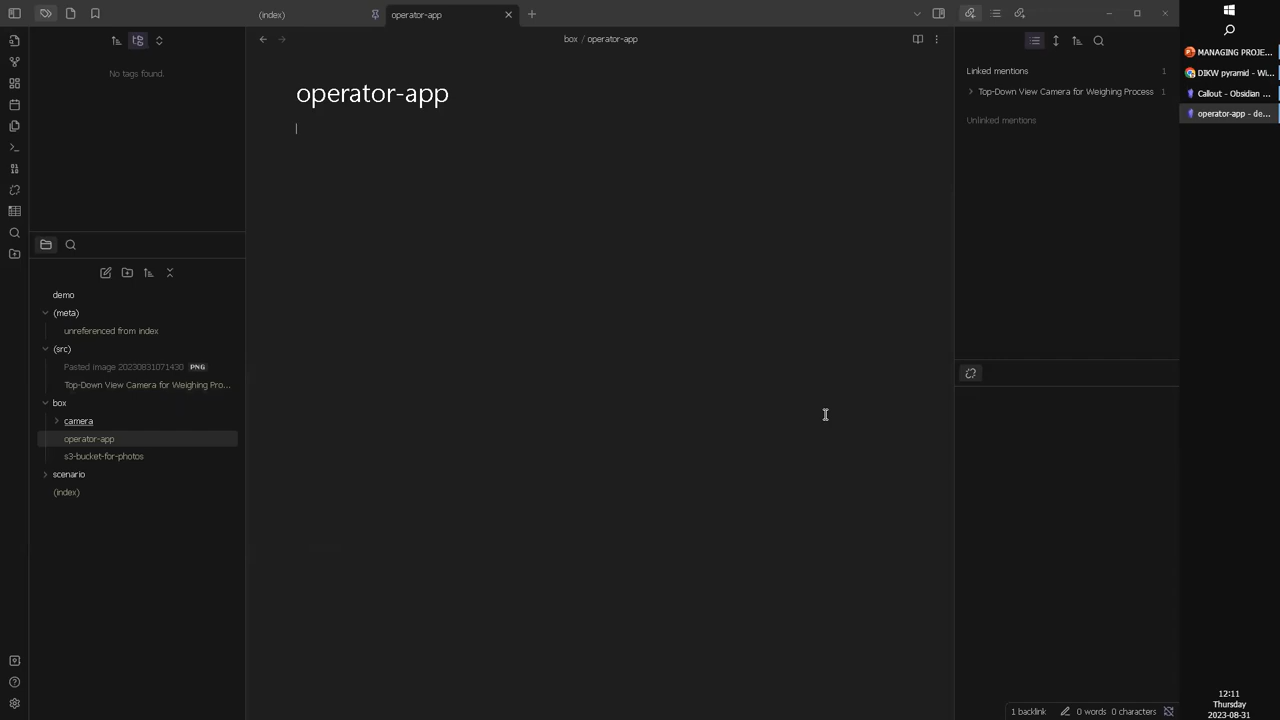 (index)
operator-app
box / operator-app
No tags found.
demo
(meta)
unreferenced from index
(src)
Pasted image 20230831071430 PNG
Top-Down View Camera for Weighing Pro...
box
camera
operator-app
s3-bucket-for-photos
scenario
(index)
operator-app
Linked mentions 1
Top-Down View Camera for Weighing Process 1
Unlinked mentions
1 backlink 0 words 0 characters
MANAGING PROJE...
DIKW pyramid - Wi...
Callout - Obsidian ...
operator-app - de...
12:11
Thursday
2023-08-31